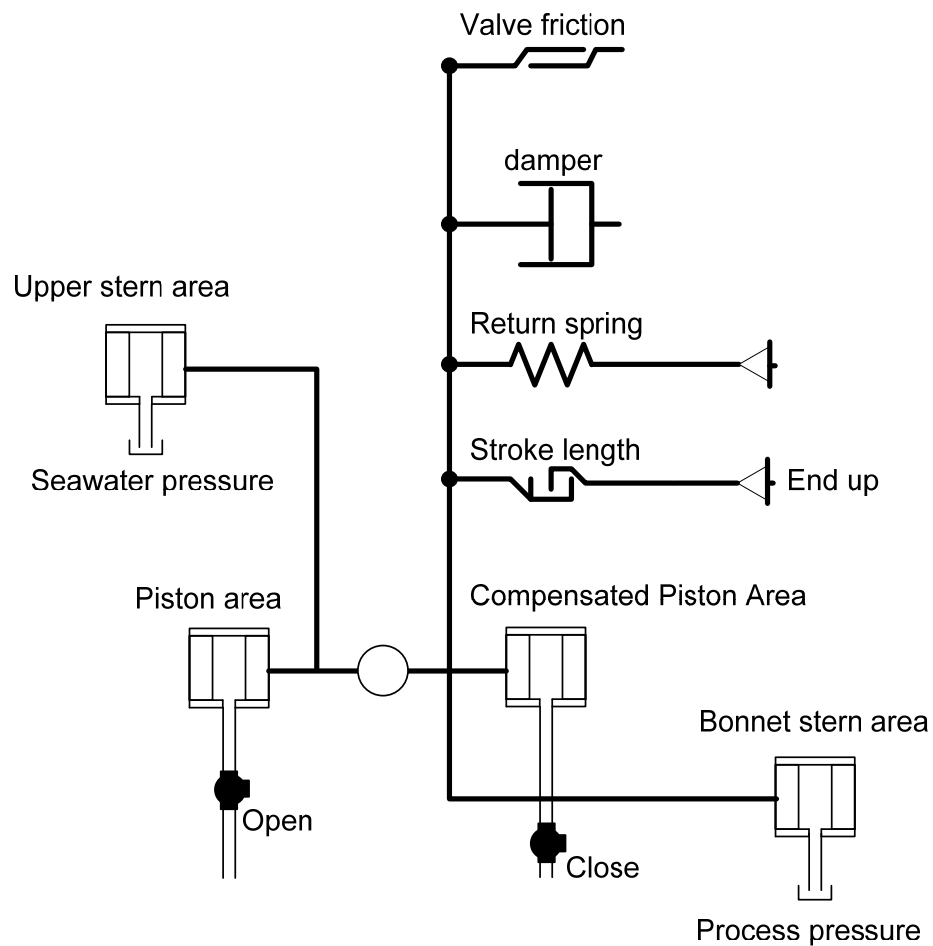 Valve friction
damper
Upper stern area
Return spring
Stroke length
Seawater pressure
End up
Piston area
Compensated Piston Area
Bonnet stern area
Open
Close
Process pressure